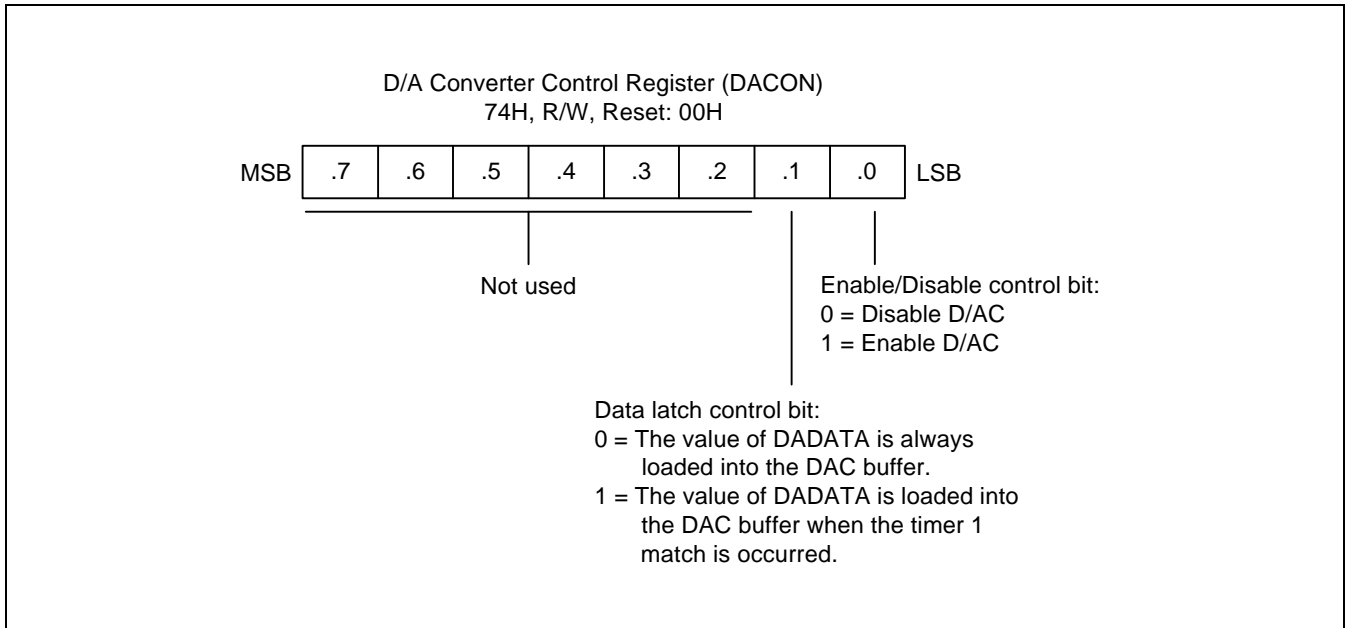 D/A Converter Control Register (DACON)
74H, R/W, Reset: 00H
MSB .7 .6 .5 .4 .3 .2 .1 .0 LSB
Not used
Enable/Disable control bit:
0 = Disable D/AC
1 = Enable D/AC
Data latch control bit:
0 = The value of DADATA is always
loaded into the DAC buffer.
1 = The value of DADATA is loaded into
the DAC buffer when the timer 1
match is occurred.